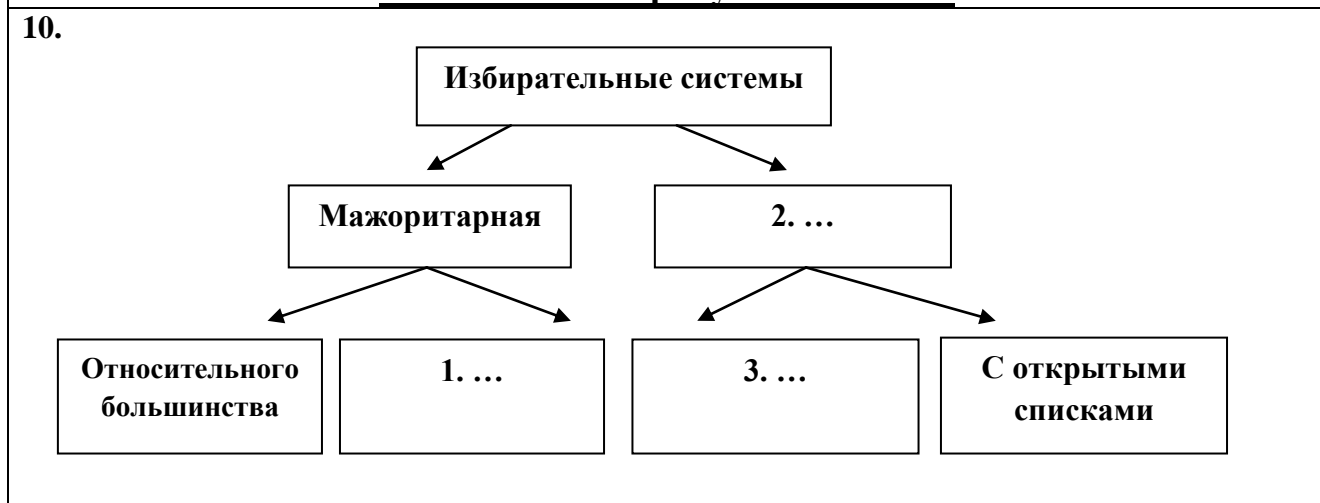 10.
Избирательные системы
Мажоритарная
2. …
Относительного
большинства
1. …
3. …
С открытыми
списками